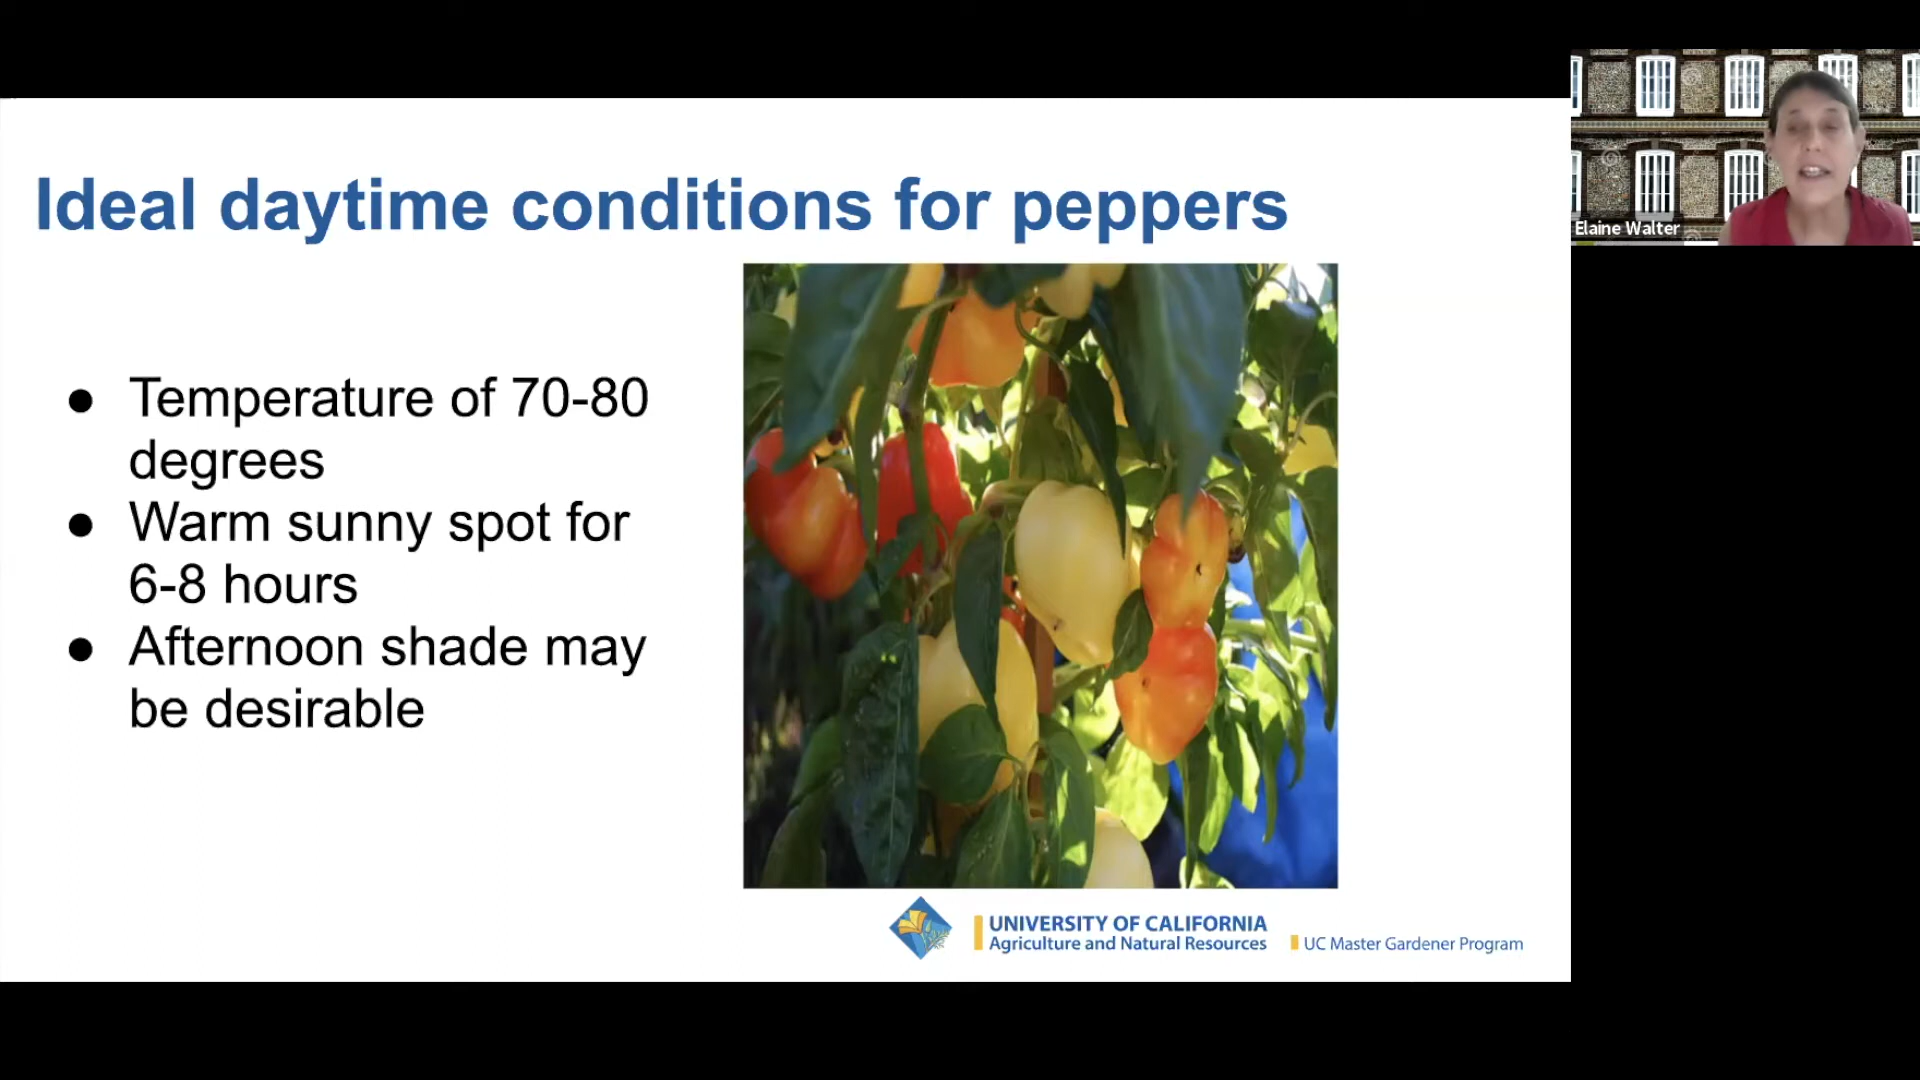 Ideal daytime conditions for peppers
● Temperature of 70-80
degrees
● Warm sunny spot for
6-8 hours
● Afternoon shade may
be desirable
UNIVERSITY OF CALIFORNIA
Agriculture and Natural Resources
UC Master Gardener Program
Elaine Walter